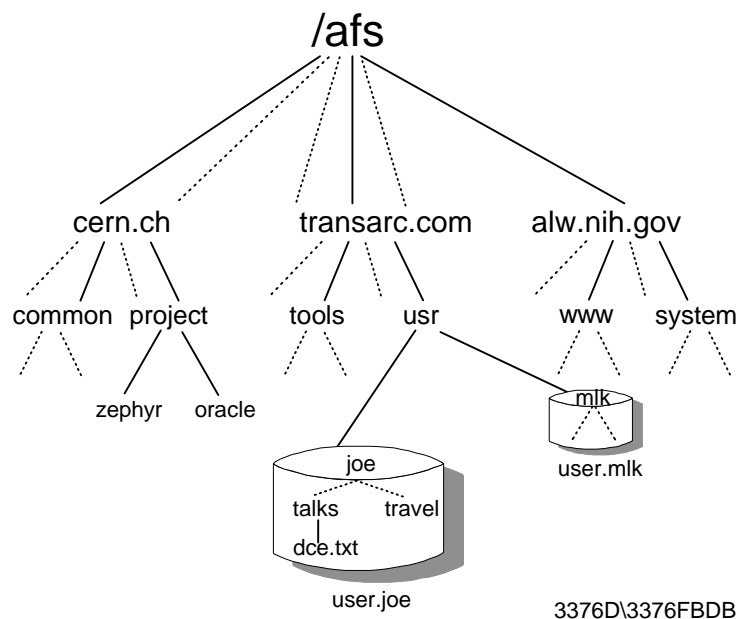 /afs
cern.ch transarc.com alw.nih.gov
common project tools usr www system
zephyr oracle mlk
user.mlk
joe
talks travel
dce.txt
user.joe
3376D\3376FBDB